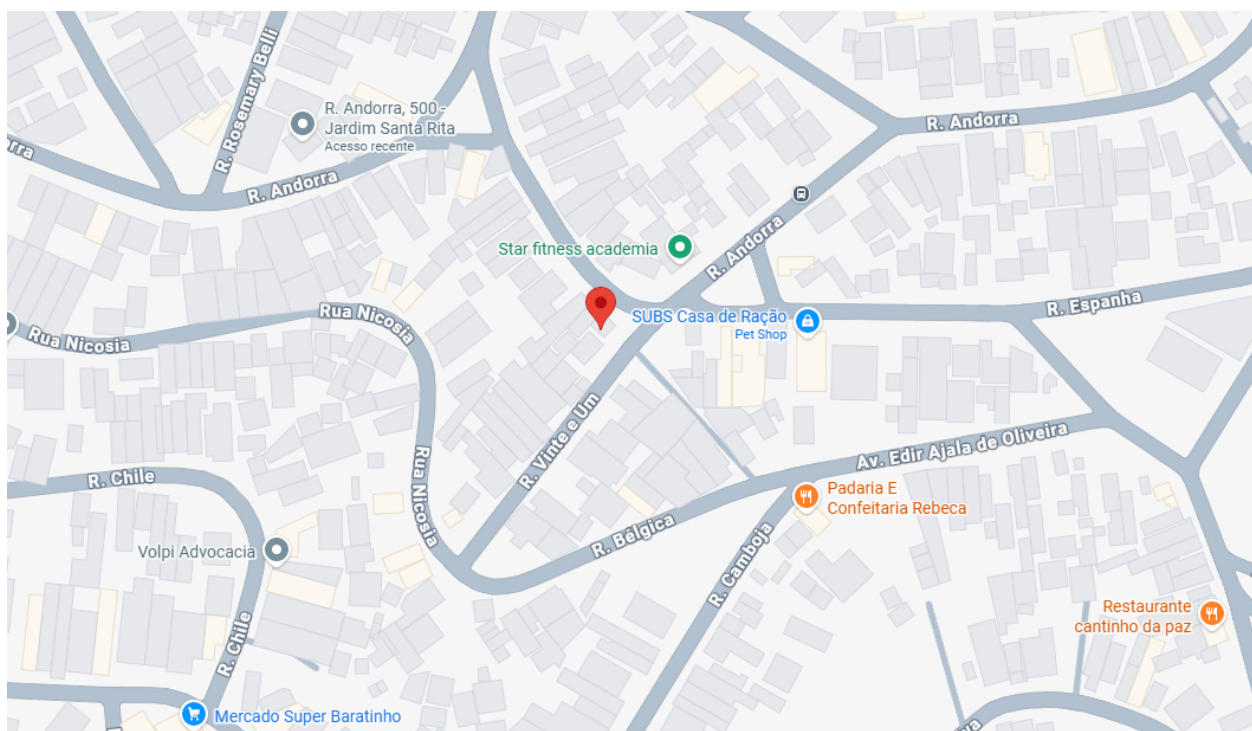 R. Rosemary Belli
R. Andorra, 500 -
Jardim Santa Rita
Acesso recente
R. Andorra
R. Andorra
Star fitness academia
R. Andorra
SUBS Casa de Ração
Pet Shop
R. Espanha
Rua Nicosia
Rua Nicosia
Rua Nicosia
R. Vinte e Um
Av. Edir Ajala de Oliveira
R. Chile
Padaria E
Confeitaria Rebeca
R. Bélgica
Volpi Advocacia
R. Camboja
Restaurante
cantinho da paz
R. Chile
Mercado Super Baratinho